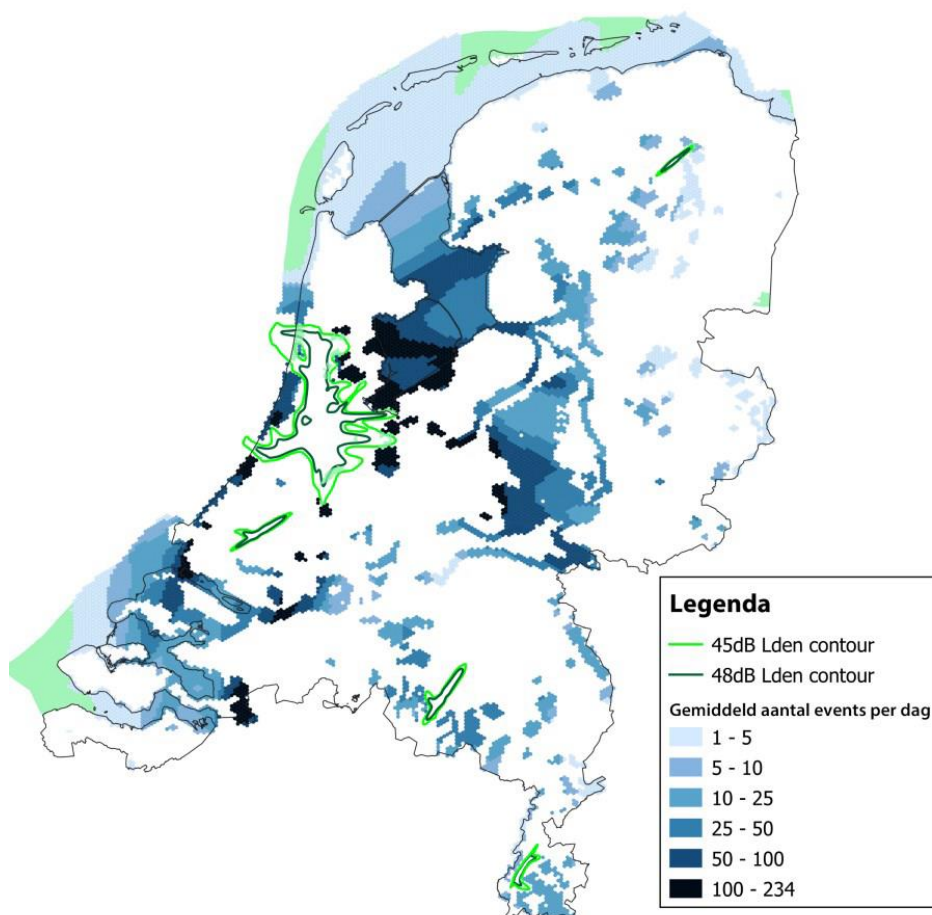 Legenda
45dB Lden contour
48dB Lden contour
Gemiddeld aantal events per dag
1 - 5
5 - 10
10 - 25
25 - 50
50 - 100
100 - 234